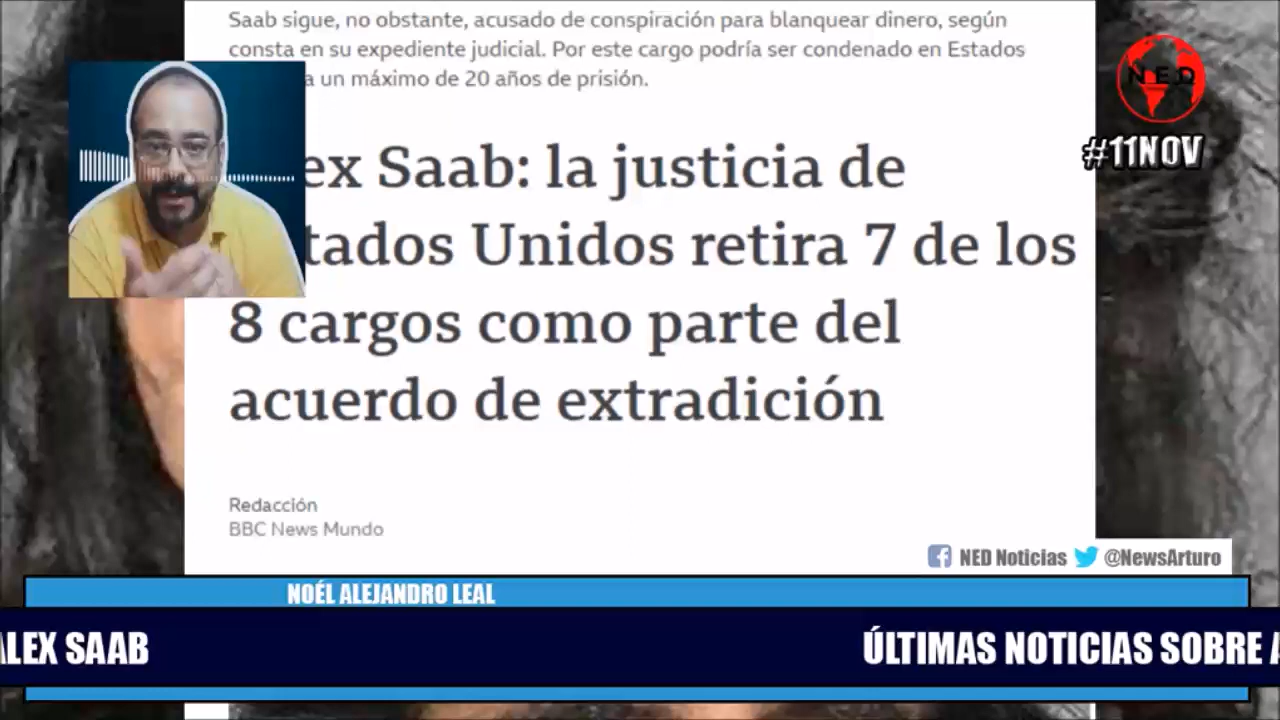 Saab sigue, no obstante, acusado de conspiración para blanquear dinero, según
consta en su expediente judicial. Por este cargo podría ser condenado en Estados
a un máximo de 20 años de prisión.
NED
#11NOV
ex Saab: la justicia de
tados Unidos retira 7 de los
8 cargos como parte del
acuerdo de extradición
Redacción
BBC News Mundo
NED Noticias @NewsArturo
NOÉL ALEJANDRO LEAL
ALEX SAAB ÚLTIMAS NOTICIAS SOBRE A